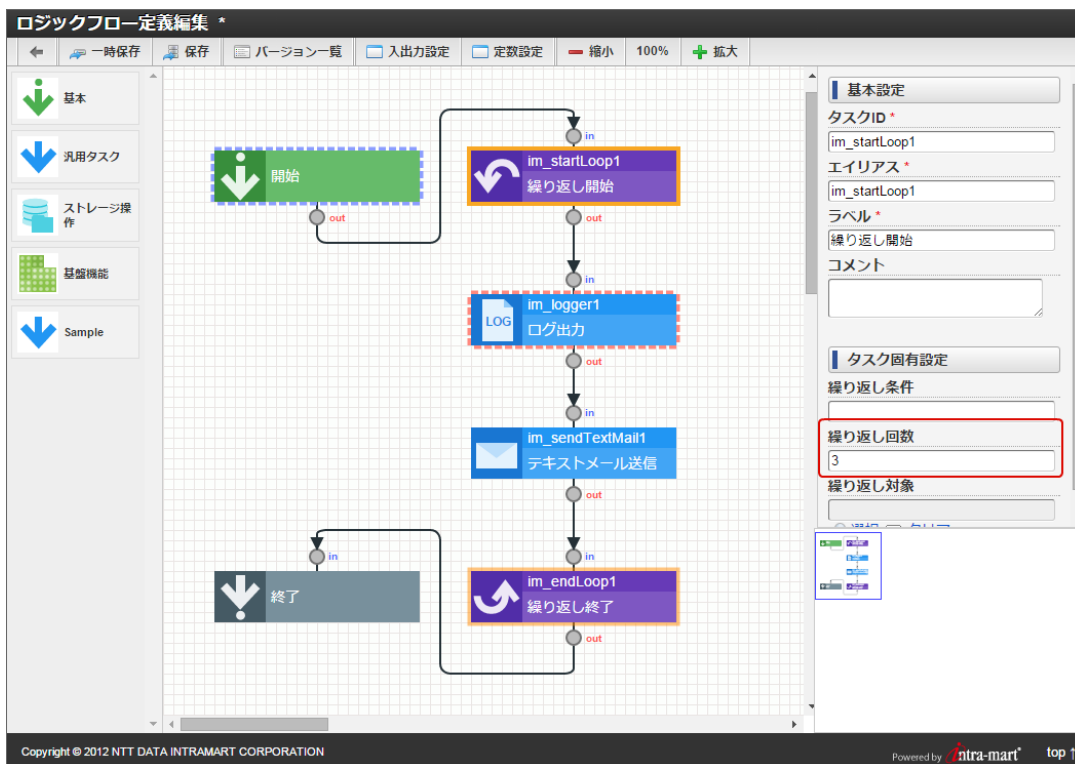 ロジックフロー定義編集 *
一時保存 保存 バージョン一覧 入出力設定 定数設定 縮小 100% 拡大
基本
汎用タスク
ストレージ操
作
基盤機能
Sample
開始
out
in
im_startLoop1
繰り返し開始
out
in
im_logger1
LOG
ログ出力
out
in
im_sendTextMail1
テキストメール送信
out
in
im_endLoop1
繰り返し終了
out
in
終了
基本設定
タスクID *
im_startLoop1
エイリアス *
im_startLoop1
ラベル *
繰り返し開始
コメント
タスク固有設定
繰り返し条件
繰り返し回数
3
繰り返し対象
Copyright © 2012 NTT DATA INTRAMART CORPORATION
Powered by intra-mart
top ↑